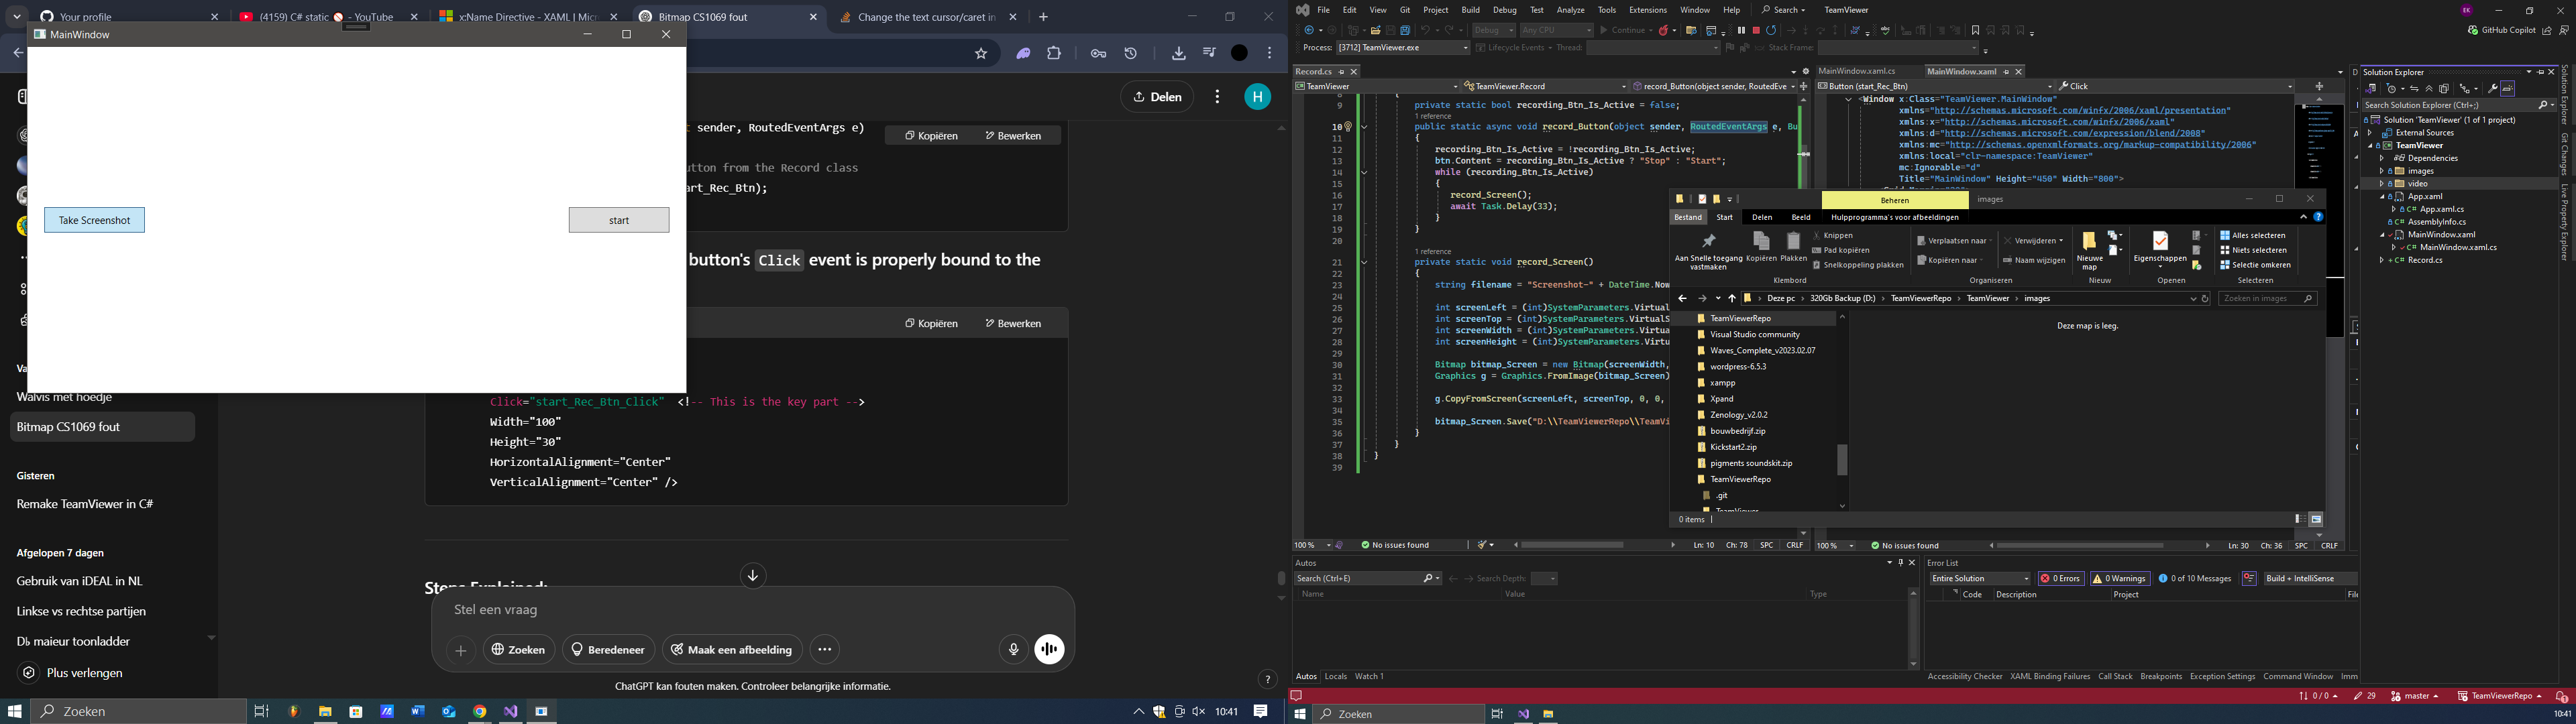 Your profile
(4159) C# static 🚫 - YouTube
x:Name Directive - XAML | Micr
Bitmap CS1069 fout
Change the text cursor/caret in
MainWindow
Take Screenshot
start
Delen
H
t sender, RoutedEventArgs e)
Kopiëren
Bewerken
utton from the Record class
art_Rec_Btn);
button's Click event is properly bound to the
Kopiëren
Bewerken
Click="start_Rec_Btn_Click" <!-- This is the key part -->
Width="100"
Height="30"
HorizontalAlignment="Center"
VerticalAlignment="Center" />
Va
Walvis met hoedje
Bitmap CS1069 fout
Gisteren
Remake TeamViewer in C#
Afgelopen 7 dagen
Gebruik van iDEAL in NL
Linkse vs rechtse partijen
D♭ maieur toonladder
Plus verlengen
Steps Explained:
Stel een vraag
Zoeken
Beredeneer
Maak een afbeelding
ChatGPT kan fouten maken. Controleer belangrijke informatie.
?
Zoeken
10:41
File Edit View Git Project Build Debug Test Analyze Tools Extensions Window Help Search TeamViewer
EK
Debug Any CPU Continue
GitHub Copilot
Process: [3712] TeamViewer.exe Lifecycle Events Thread: Stack Frame:
Record.cs
TeamViewer
TeamViewer.Record
record_Button(object sender, RoutedEve
9 private static bool recording_Btn_Is_Active = false;
1 reference
10 public static async void record_Button(object sender, RoutedEventArgs e, Bu
11 {
12 recording_Btn_Is_Active = !recording_Btn_Is_Active;
13 btn.Content = recording_Btn_Is_Active ? "Stop" : "Start";
14 while (recording_Btn_Is_Active)
15 {
16 record_Screen();
17 await Task.Delay(33);
18 }
19 }
20
1 reference
21 private static void record_Screen()
22 {
23 string filename = "Screenshot-" + DateTime.Now
24
25 int screenLeft = (int)SystemParameters.Virtual
26 int screenTop = (int)SystemParameters.VirtualS
27 int screenWidth = (int)SystemParameters.Virtua
28 int screenHeight = (int)SystemParameters.Virtu
29
30 Bitmap bitmap_Screen = new Bitmap(screenWidth,
31 Graphics g = Graphics.FromImage(bitmap_Screen)
32
33 g.CopyFromScreen(screenLeft, screenTop, 0, 0,
34
35 bitmap_Screen.Save("D:\\TeamViewerRepo\\TeamVi
36 }
37 }
38 }
39
100 % No issues found Ln: 10 Ch: 78 SPC CRLF
MainWindow.xaml.cs
MainWindow.xaml
Button (start_Rec_Btn)
Click
<Window x:Class="TeamViewer.MainWindow"
xmlns="http://schemas.microsoft.com/winfx/2006/xaml/presentation"
xmlns:x="http://schemas.microsoft.com/winfx/2006/xaml"
xmlns:d="http://schemas.microsoft.com/expression/blend/2008"
xmlns:mc="http://schemas.openxmlformats.org/markup-compatibility/2006"
xmlns:local="clr-namespace:TeamViewer"
mc:Ignorable="d"
Title="MainWindow" Height="450" Width="800">
100 % No issues found Ln: 30 Ch: 36 SPC CRLF
Beheren
images
Bestand Start Delen Beeld Hulpprogramma's voor afbeeldingen
Aan Snelle toegang vastmaken
Kopiëren
Plakken
Knippen
Pad kopiëren
Snelkoppeling plakken
Klembord
Verplaatsen naar
Kopiëren naar
Verwijderen
Naam wijzigen
Organiseren
Nieuwe map
Nieuw
Eigenschappen
Openen
Alles selecteren
Niets selecteren
Selectie omkeren
Selecteren
Deze pc > 320Gb Backup (D:) > TeamViewerRepo > TeamViewer > images
Zoeken in images
TeamViewerRepo
Visual Studio community
Waves_Complete_v2023.02.07
wordpress-6.5.3
xampp
Xpand
Zenology_v2.0.2
bouwbedrijf.zip
Kickstart2.zip
pigments soundskit.zip
TeamViewerRepo
.git
TeamViewer
Deze map is leeg.
0 items
Solution Explorer
Search Solution Explorer (Ctrl+;)
Solution 'TeamViewer' (1 of 1 project)
External Sources
TeamViewer
Dependencies
images
video
App.xaml
App.xaml.cs
AssemblyInfo.cs
MainWindow.xaml
MainWindow.xaml.cs
Record.cs
Solution Explorer
Git Changes
Live Property Explorer
Autos
Search (Ctrl+E)
Search Depth:
Name Value Type
Autos Locals Watch 1
Error List
Entire Solution 0 Errors 0 Warnings 0 of 10 Messages Build + IntelliSense
Code Description Project File
Accessibility Checker XAML Binding Failures Call Stack Breakpoints Exception Settings Command Window Imm
0 / 0 29 master TeamViewerRepo
Zoeken
10:41